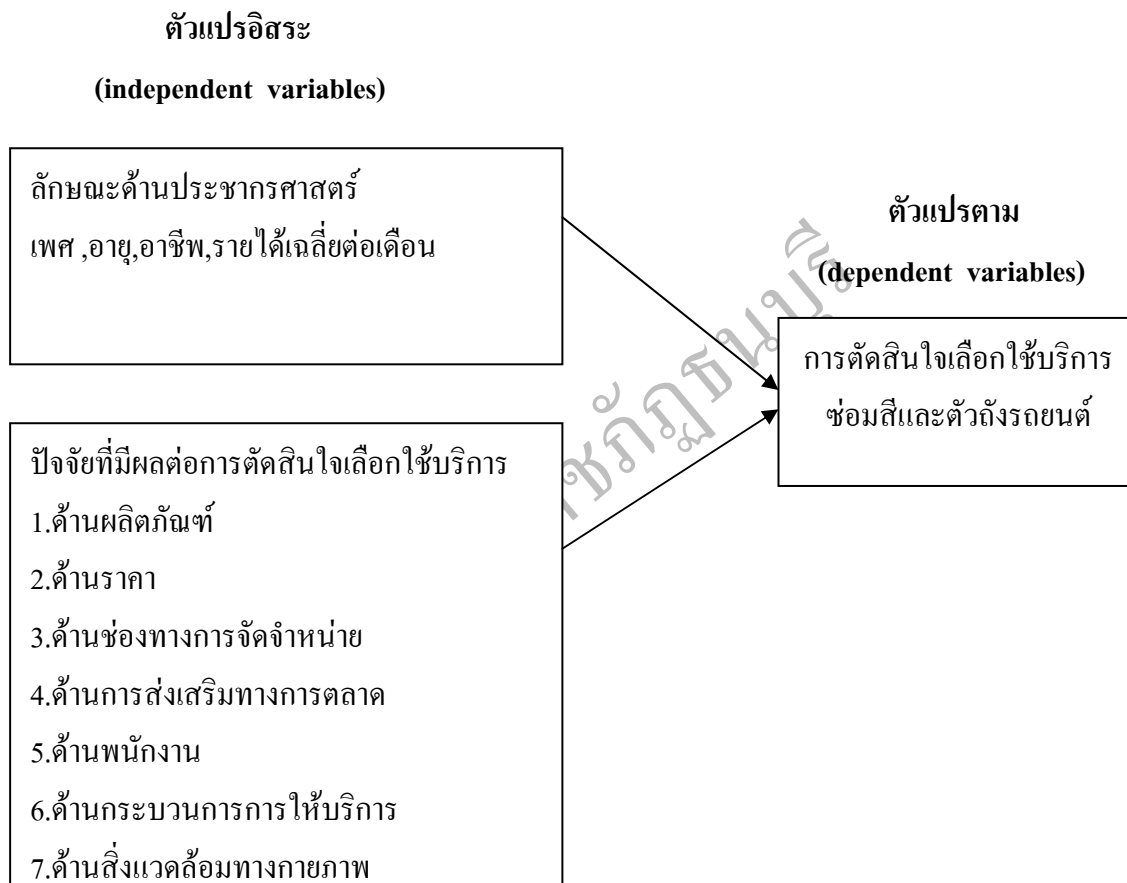 ตัวแปรอิสระ
(independent variables)
ลักษณะด้านประชากรศาสตร์
เพศ ,อายุ,อาชีพ,รายได้เฉลี่ยต่อเดือน
ปัจจัยที่มีผลต่อการตัดสินใจเลือกใช้บริการ
1.ด้านผลิตภัณฑ์
2.ด้านราคา
3.ด้านช่องทางการจัดจำหน่าย
4.ด้านการส่งเสริมทางการตลาด
5.ด้านพนักงาน
6.ด้านกระบวนการการให้บริการ
7.ด้านสิ่งแวดล้อมทางกายภาพ
ตัวแปรตาม
(dependent variables)
การตัดสินใจเลือกใช้บริการ
ซ่อมสีและตัวถังรถยนต์